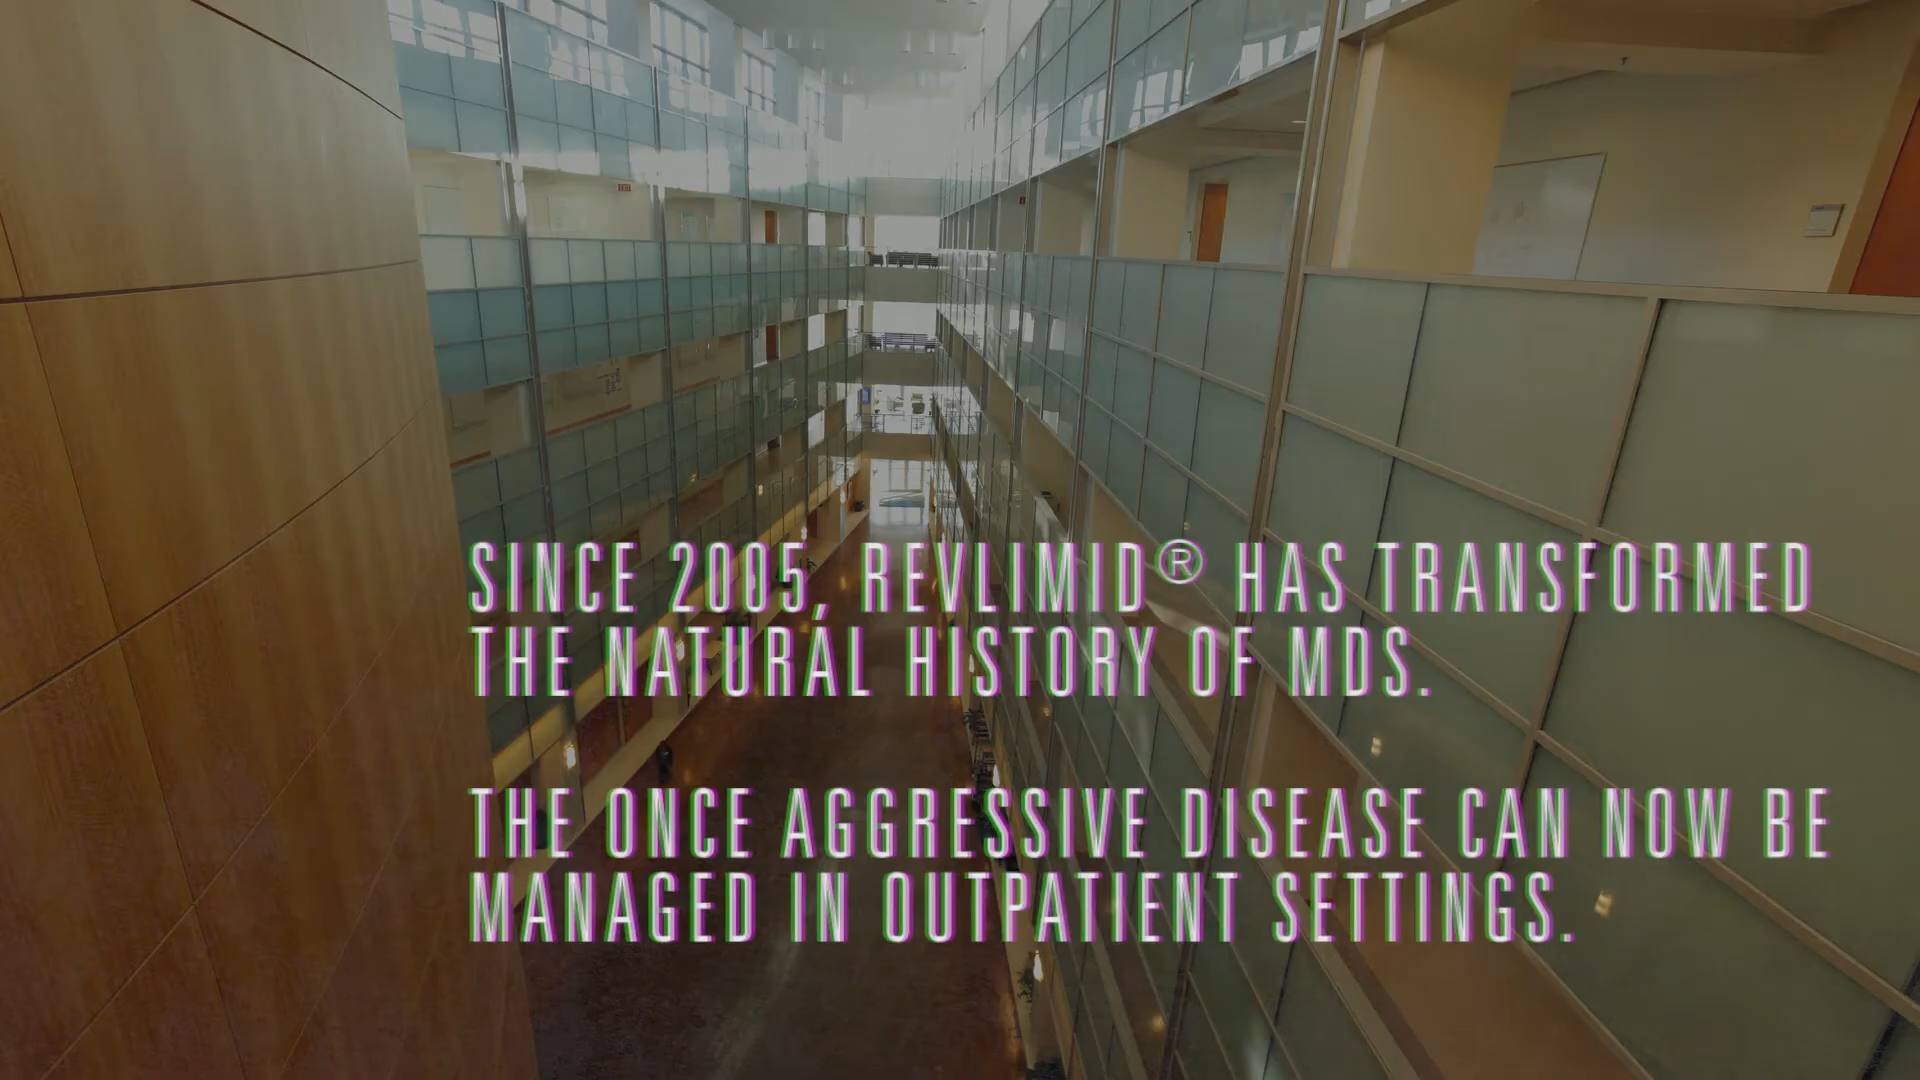 SINCE 2005, REVLIMID® HAS TRANSFORMED
THE NATURAL HISTORY OF MDS.
THE ONCE AGGRESSIVE DISEASE CAN NOW BE
MANAGED IN OUTPATIENT SETTINGS.